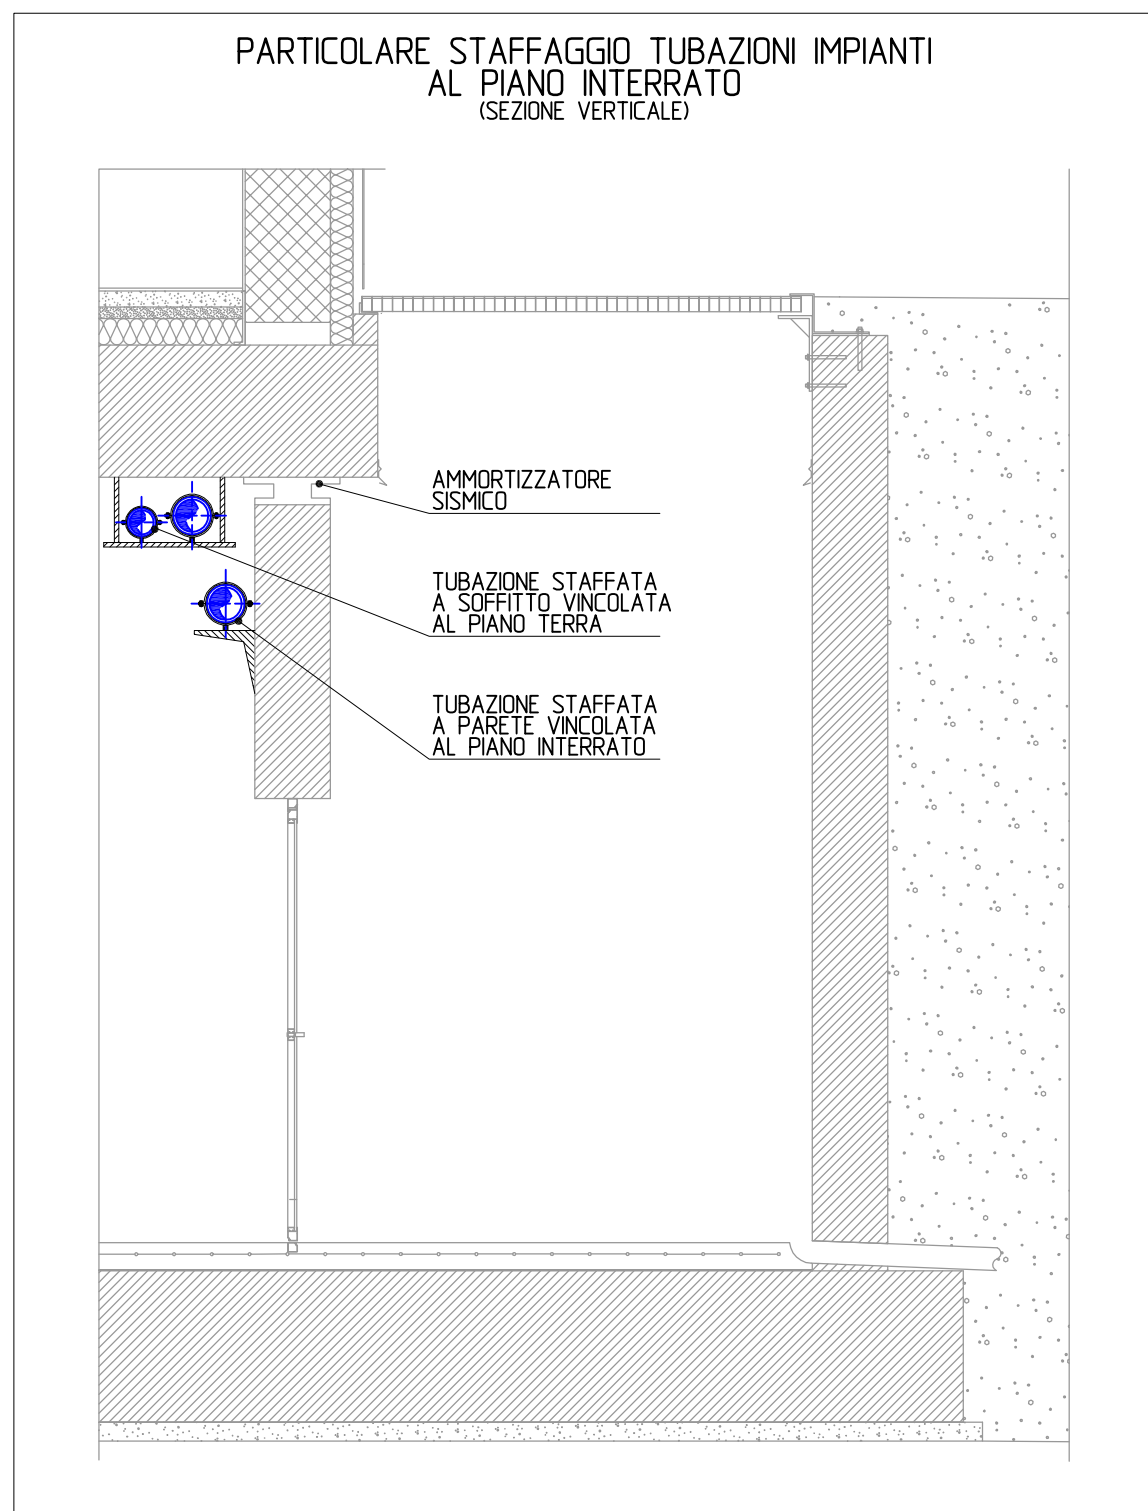 PARTICOLARE STAFFAGGIO TUBAZIONI IMPIANTI
AL PIANO INTERRATO
(SEZIONE VERTICALE)
AMMORTIZZATORE
SISMICO
TUBAZIONE STAFFATA
A SOFFITTO VINCOLATA
AL PIANO TERRA
TUBAZIONE STAFFATA
A PARETE VINCOLATA
AL PIANO INTERRATO